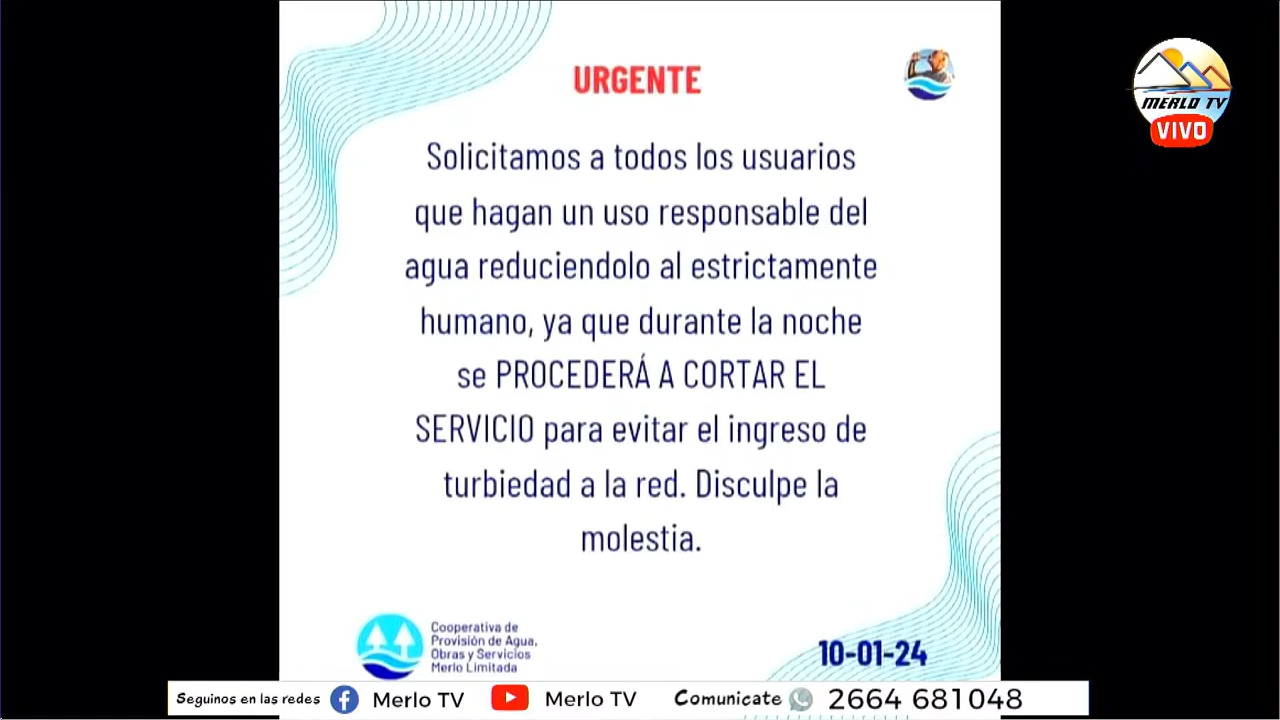 URGENTE
MERLO TV
VIVO
Solicitamos a todos los usuarios
que hagan un uso responsable del
agua reduciendolo al estrictamente
humano, ya que durante la noche
se PROCEDERÁ A CORTAR EL
SERVICIO para evitar el ingreso de
turbiedad a la red. Disculpe la
molestia.
Cooperativa de
Provisión de Agua,
Obras y Servicios
Merlo Limitada
10-01-24
Seguinos en las redes Merlo TV Merlo TV Comunicate 2664 681048